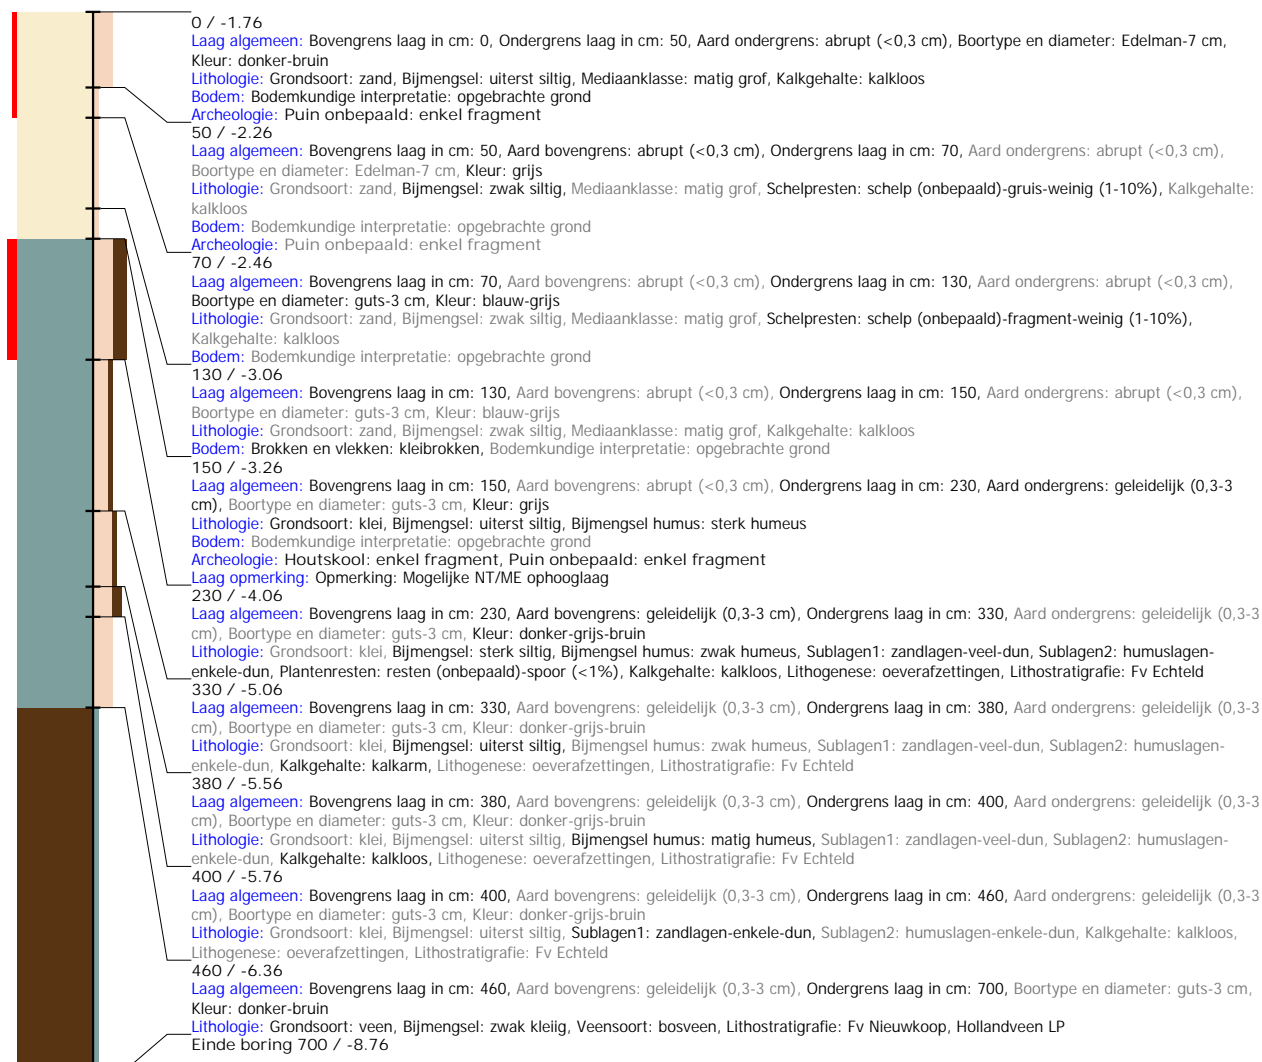 0 / -1.76
Laag algemeen: Bovengrens laag in cm: 0, Ondergrens laag in cm: 50, Aard ondergrens: abrupt (<0,3 cm), Boortype en diameter: Edelman-7 cm,
Kleur: donker-bruin
Lithologie: Grondsoort: zand, Bijmengsel: uiterst siltig, Mediaanklasse: matig grof, Kalkgehalte: kalkloos
Bodem: Bodemkundige interpretatie: opgebrachte grond
Archeologie: Puin onbepaald: enkel fragment
50 / -2.26
Laag algemeen: Bovengrens laag in cm: 50, Aard bovengrens: abrupt (<0,3 cm), Ondergrens laag in cm: 70, Aard ondergrens: abrupt (<0,3 cm),
Boortype en diameter: Edelman-7 cm, Kleur: grijs
Lithologie: Grondsoort: zand, Bijmengsel: zwak siltig, Mediaanklasse: matig grof, Schelpresten: schelp (onbepaald)-gruis-weinig (1-10%), Kalkgehalte:
kalkloos
Bodem: Bodemkundige interpretatie: opgebrachte grond
Archeologie: Puin onbepaald: enkel fragment
70 / -2.46
Laag algemeen: Bovengrens laag in cm: 70, Aard bovengrens: abrupt (<0,3 cm), Ondergrens laag in cm: 130, Aard ondergrens: abrupt (<0,3 cm),
Boortype en diameter: guts-3 cm, Kleur: blauw-grijs
Lithologie: Grondsoort: zand, Bijmengsel: zwak siltig, Mediaanklasse: matig grof, Schelpresten: schelp (onbepaald)-fragment-weinig (1-10%),
Kalkgehalte: kalkloos
Bodem: Bodemkundige interpretatie: opgebrachte grond
130 / -3.06
Laag algemeen: Bovengrens laag in cm: 130, Aard bovengrens: abrupt (<0,3 cm), Ondergrens laag in cm: 150, Aard ondergrens: abrupt (<0,3 cm),
Boortype en diameter: guts-3 cm, Kleur: blauw-grijs
Lithologie: Grondsoort: zand, Bijmengsel: zwak siltig, Mediaanklasse: matig grof, Kalkgehalte: kalkloos
Bodem: Brokken en vlekken: kleibrokken, Bodemkundige interpretatie: opgebrachte grond
150 / -3.26
Laag algemeen: Bovengrens laag in cm: 150, Aard bovengrens: abrupt (<0,3 cm), Ondergrens laag in cm: 230, Aard ondergrens: geleidelijk (0,3-3
cm), Boortype en diameter: guts-3 cm, Kleur: grijs
Lithologie: Grondsoort: klei, Bijmengsel: uiterst siltig, Bijmengsel humus: sterk humeus
Bodem: Bodemkundige interpretatie: opgebrachte grond
Archeologie: Houtskool: enkel fragment, Puin onbepaald: enkel fragment
Laag opmerking: Opmerking: Mogelijke NT/ME ophooglaag
230 / -4.06
Laag algemeen: Bovengrens laag in cm: 230, Aard bovengrens: geleidelijk (0,3-3 cm), Ondergrens laag in cm: 330, Aard ondergrens: geleidelijk (0,3-3
cm), Boortype en diameter: guts-3 cm, Kleur: donker-grijs-bruin
Lithologie: Grondsoort: klei, Bijmengsel: sterk siltig, Bijmengsel humus: zwak humeus, Sublagen1: zandlagen-veel-dun, Sublagen2: humuslagen-
enkele-dun, Plantenresten: resten (onbepaald)-spoor (<1%), Kalkgehalte: kalkloos, Lithogenese: oeverafzettingen, Lithostratigrafie: Fv Echteld
330 / -5.06
Laag algemeen: Bovengrens laag in cm: 330, Aard bovengrens: geleidelijk (0,3-3 cm), Ondergrens laag in cm: 380, Aard ondergrens: geleidelijk (0,3-3
cm), Boortype en diameter: guts-3 cm, Kleur: donker-grijs-bruin
Lithologie: Grondsoort: klei, Bijmengsel: uiterst siltig, Bijmengsel humus: zwak humeus, Sublagen1: zandlagen-veel-dun, Sublagen2: humuslagen-
enkele-dun, Kalkgehalte: kalkarm, Lithogenese: oeverafzettingen, Lithostratigrafie: Fv Echteld
380 / -5.56
Laag algemeen: Bovengrens laag in cm: 380, Aard bovengrens: geleidelijk (0,3-3 cm), Ondergrens laag in cm: 400, Aard ondergrens: geleidelijk (0,3-3
cm), Boortype en diameter: guts-3 cm, Kleur: donker-grijs-bruin
Lithologie: Grondsoort: klei, Bijmengsel: uiterst siltig, Bijmengsel humus: matig humeus, Sublagen1: zandlagen-veel-dun, Sublagen2: humuslagen-
enkele-dun, Kalkgehalte: kalkloos, Lithogenese: oeverafzettingen, Lithostratigrafie: Fv Echteld
400 / -5.76
Laag algemeen: Bovengrens laag in cm: 400, Aard bovengrens: geleidelijk (0,3-3 cm), Ondergrens laag in cm: 460, Aard ondergrens: geleidelijk (0,3-3
cm), Boortype en diameter: guts-3 cm, Kleur: donker-grijs-bruin
Lithologie: Grondsoort: klei, Bijmengsel: uiterst siltig, Sublagen1: zandlagen-enkele-dun, Sublagen2: humuslagen-enkele-dun, Kalkgehalte: kalkloos,
Lithogenese: oeverafzettingen, Lithostratigrafie: Fv Echteld
460 / -6.36
Laag algemeen: Bovengrens laag in cm: 460, Aard bovengrens: geleidelijk (0,3-3 cm), Ondergrens laag in cm: 700, Boortype en diameter: guts-3 cm,
Kleur: donker-bruin
Lithologie: Grondsoort: veen, Bijmengsel: zwak kleiig, Veensoort: bosveen, Lithostratigrafie: Fv Nieuwkoop, Hollandveen LP
Einde boring 700 / -8.76